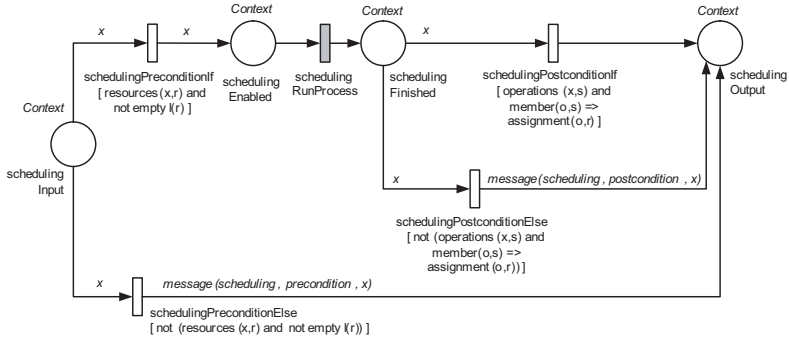 Context
Context
Context
x
x
x
schedulingPreconditionIf
[ resources (x,r) and
not empty l(r) ]
scheduling
Enabled
scheduling
RunProcess
scheduling
Finished
schedulingPostconditionIf
[ operations (x,s) and
member(o,s) =>
assignment (o,r) ]
scheduling
Output
Context
scheduling
Input
x
message (scheduling , postcondition , x)
schedulingPostconditionElse
[ not (operations (x,s) and
member(o,s) =>
assignment (o,r)) ]
x
message (scheduling , precondition , x)
schedulingPreconditionElse
[ not (resources (x,r) and not empty l(r)) ]